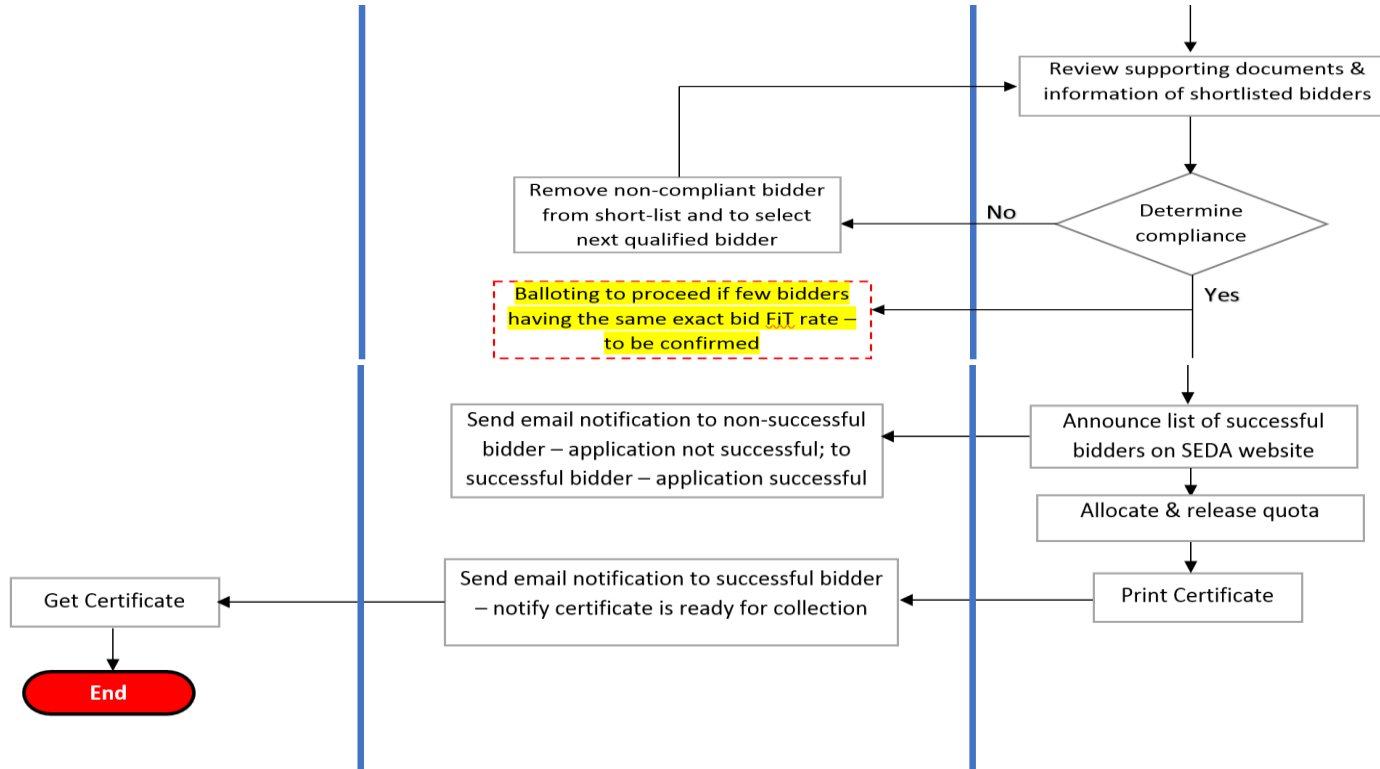 Review supporting documents &
information of shortlisted bidders
Remove non-compliant bidder
from short-list and to select
next qualified bidder
No
Determine
compliance
Yes
Balloting to proceed if few bidders
having the same exact bid FiT rate –
to be confirmed
Send email notification to non-successful
bidder – application not successful; to
successful bidder – application successful
Announce list of successful
bidders on SEDA website
Allocate & release quota
Get Certificate
Send email notification to successful bidder
– notify certificate is ready for collection
Print Certificate
End